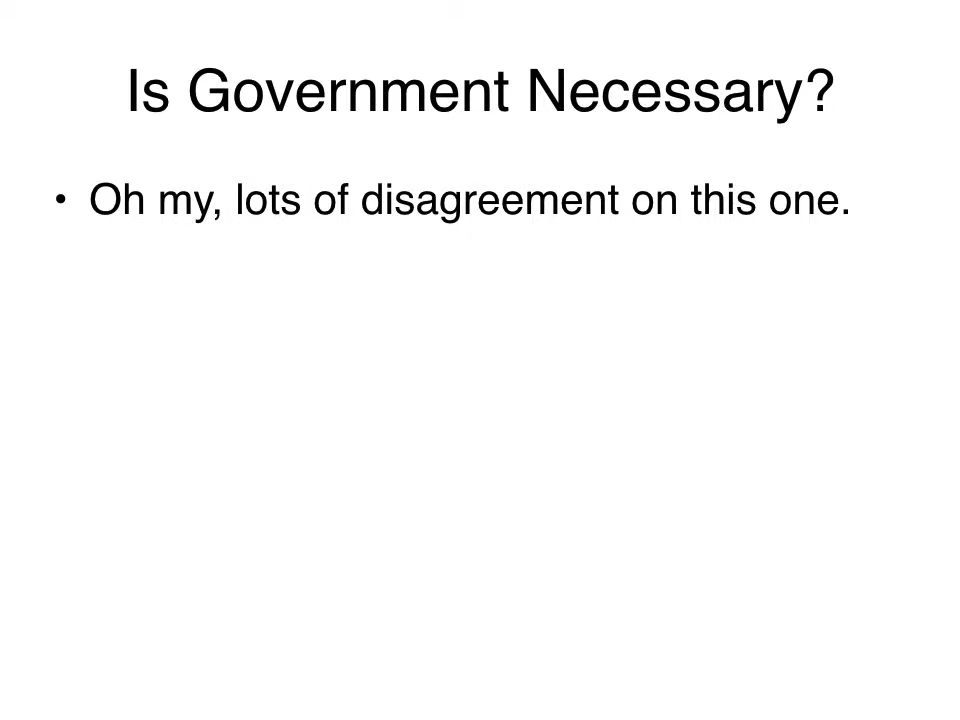 Is Government Necessary?
• Oh my, lots of disagreement on this one.